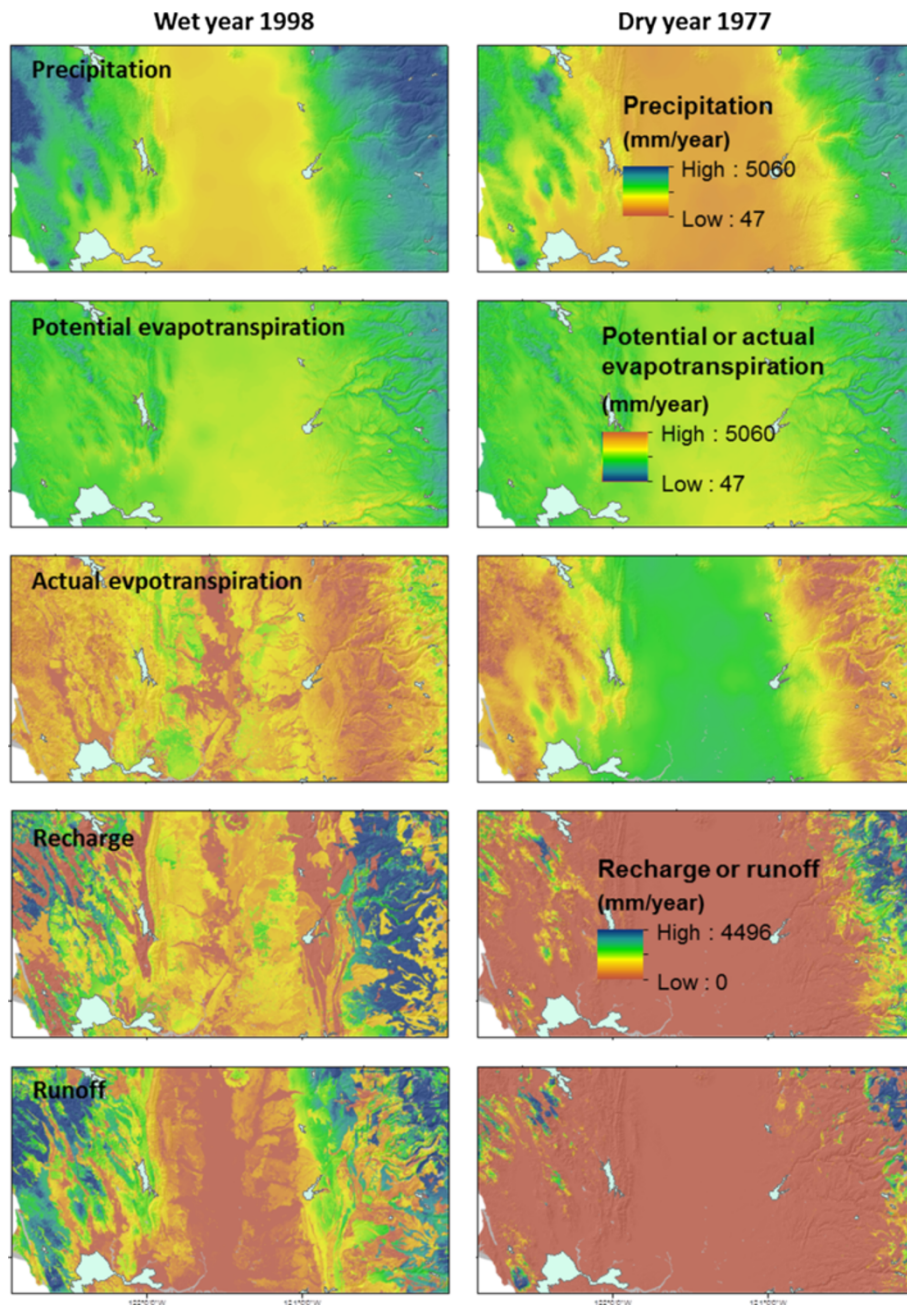 Wet year 1998
Dry year 1977
Precipitation
Precipitation
(mm/year)
High : 5060
Low : 47
Potential evapotranspiration
Potential or actual
evapotranspiration
(mm/year)
High : 5060
Low : 47
Actual evpotranspiration
Recharge
Recharge or runoff
(mm/year)
High : 4496
Low : 0
Runoff